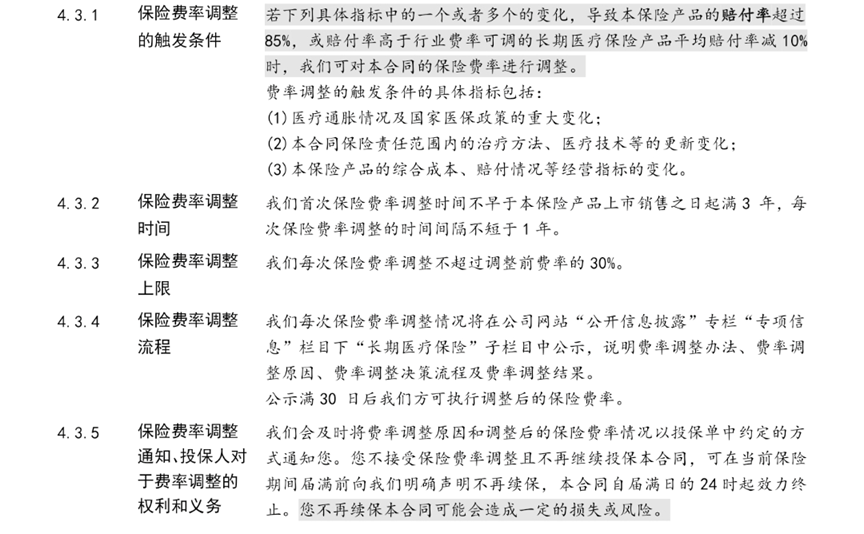 4.3.1 保险费率调整 若下列具体指标中的一个或者多个的变化，导致本保险产品的赔付率超过
的触发条件 85%，或赔付率高于行业费率可调的长期医疗保险产品平均赔付率减 10%
时，我们可对本合同的保险费率进行调整。
费率调整的触发条件的具体指标包括：
(1)医疗通胀情况及国家医保政策的重大变化；
(2)本合同保险责任范围内的治疗方法、医疗技术等的更新变化；
(3)本保险产品的综合成本、赔付情况等经营指标的变化。
4.3.2 保险费率调整 我们首次保险费率调整时间不早于本保险产品上市销售之日起满 3 年，每
时间 次保险费率调整的时间间隔不短于 1 年。
4.3.3 保险费率调整 我们每次保险费率调整不超过调整前费率的 30%。
上限
4.3.4 保险费率调整 我们每次保险费率调整情况将在公司网站“公开信息披露”专栏“专项信
流程 息”栏目下“长期医疗保险”子栏目中公示，说明费率调整办法、费率调
整原因、费率调整决策流程及费率调整结果。
公示满 30 日后我们方可执行调整后的保险费率。
4.3.5 保险费率调整 我们会及时将费率调整原因和调整后的保险费率情况以投保单中约定的方
通知、投保人对 式通知您。您不接受保险费率调整且不再继续投保本合同，可在当前保险
于费率调整的 期间届满前向我们明确声明不再续保，本合同自届满日的 24 时起效力终
权利和义务 止。您不再续保本合同可能会造成一定的损失或风险。